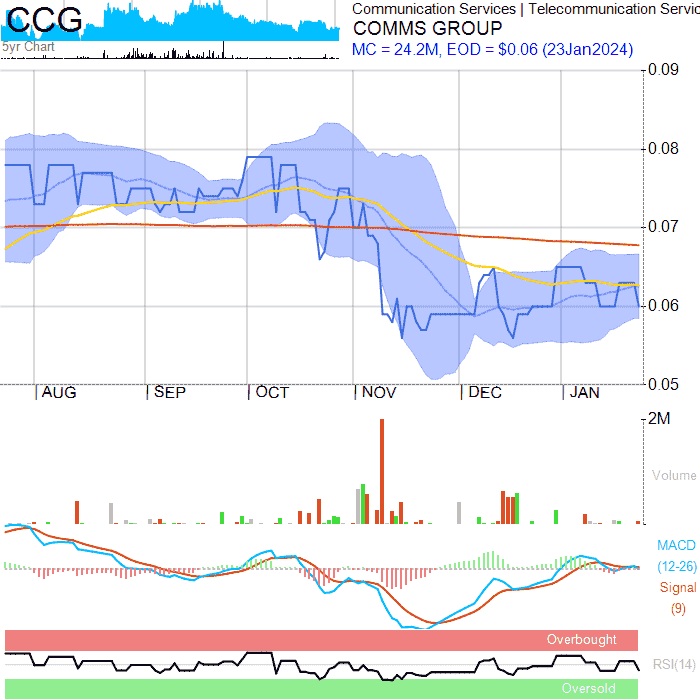 CCG
5yr Chart
Communication Services | Telecommunication Servic
COMMS GROUP
MC = 24.2M, EOD = $0.06 (23Jan2024)
0.09
0.08
0.07
0.06
0.05
AUG SEP OCT NOV DEC JAN
2M
Volume
MACD
(12-26)
Signal
(9)
Overbought
RSI(14)
Oversold